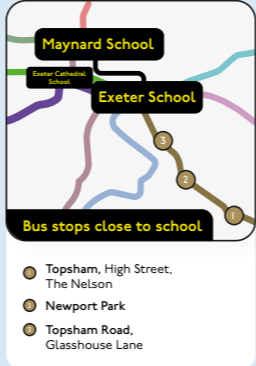 Maynard School
Exeter Cathedral
School
Exeter School
3
2
1
Bus stops close to school
1 Topsham, High Street,
The Nelson
2 Newport Park
3 Topsham Road,
Glasshouse Lane